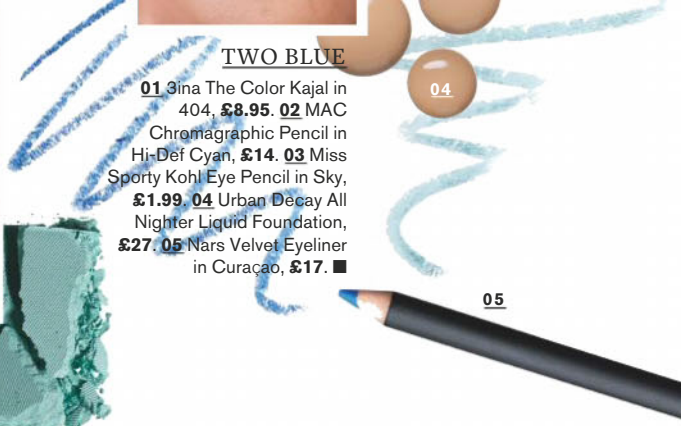 TWO BLUE
01 3ina The Color Kajal in
404, £8.95. 02 MAC
Chromagraphic Pencil in
Hi-Def Cyan, £14. 03 Miss
Sporty Kohl Eye Pencil in Sky,
£1.99. 04 Urban Decay All
Nighter Liquid Foundation,
£27. 05 Nars Velvet Eyeliner
in Curaçao, £17. ■
04
05